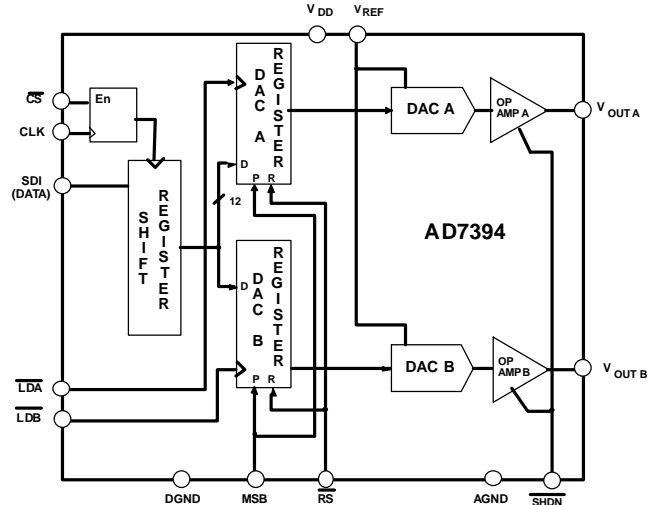 V DD
V REF
CS
CLK
SDI
(DATA)
LDA
LDB
En
SHIFT
REGISTER
DAC A
REGISTER
D
P R
12
DAC B
REGISTER
D
P R
DAC A
OP
AMP A
V OUT A
AD7394
DAC B
OP
AMP B
V OUT B
DGND
MSB
RS
AGND
SHDN